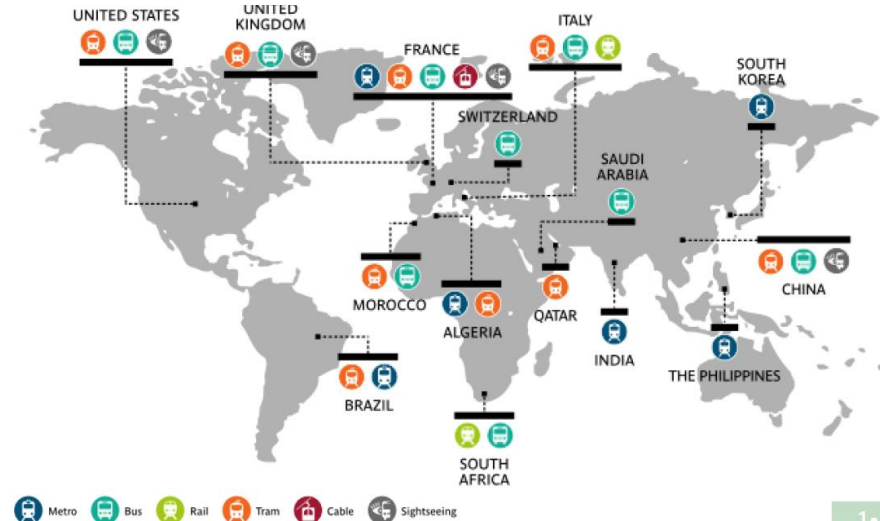 UNITED STATES
UNITED
KINGDOM
FRANCE
ITALY
SOUTH
KOREA
SWITZERLAND
SAUDI
ARABIA
MOROCCO
ALGERIA
QATAR
INDIA
CHINA
THE PHILIPPINES
BRAZIL
SOUTH
AFRICA
Metro Bus Rail Tram Cable Sightseeing